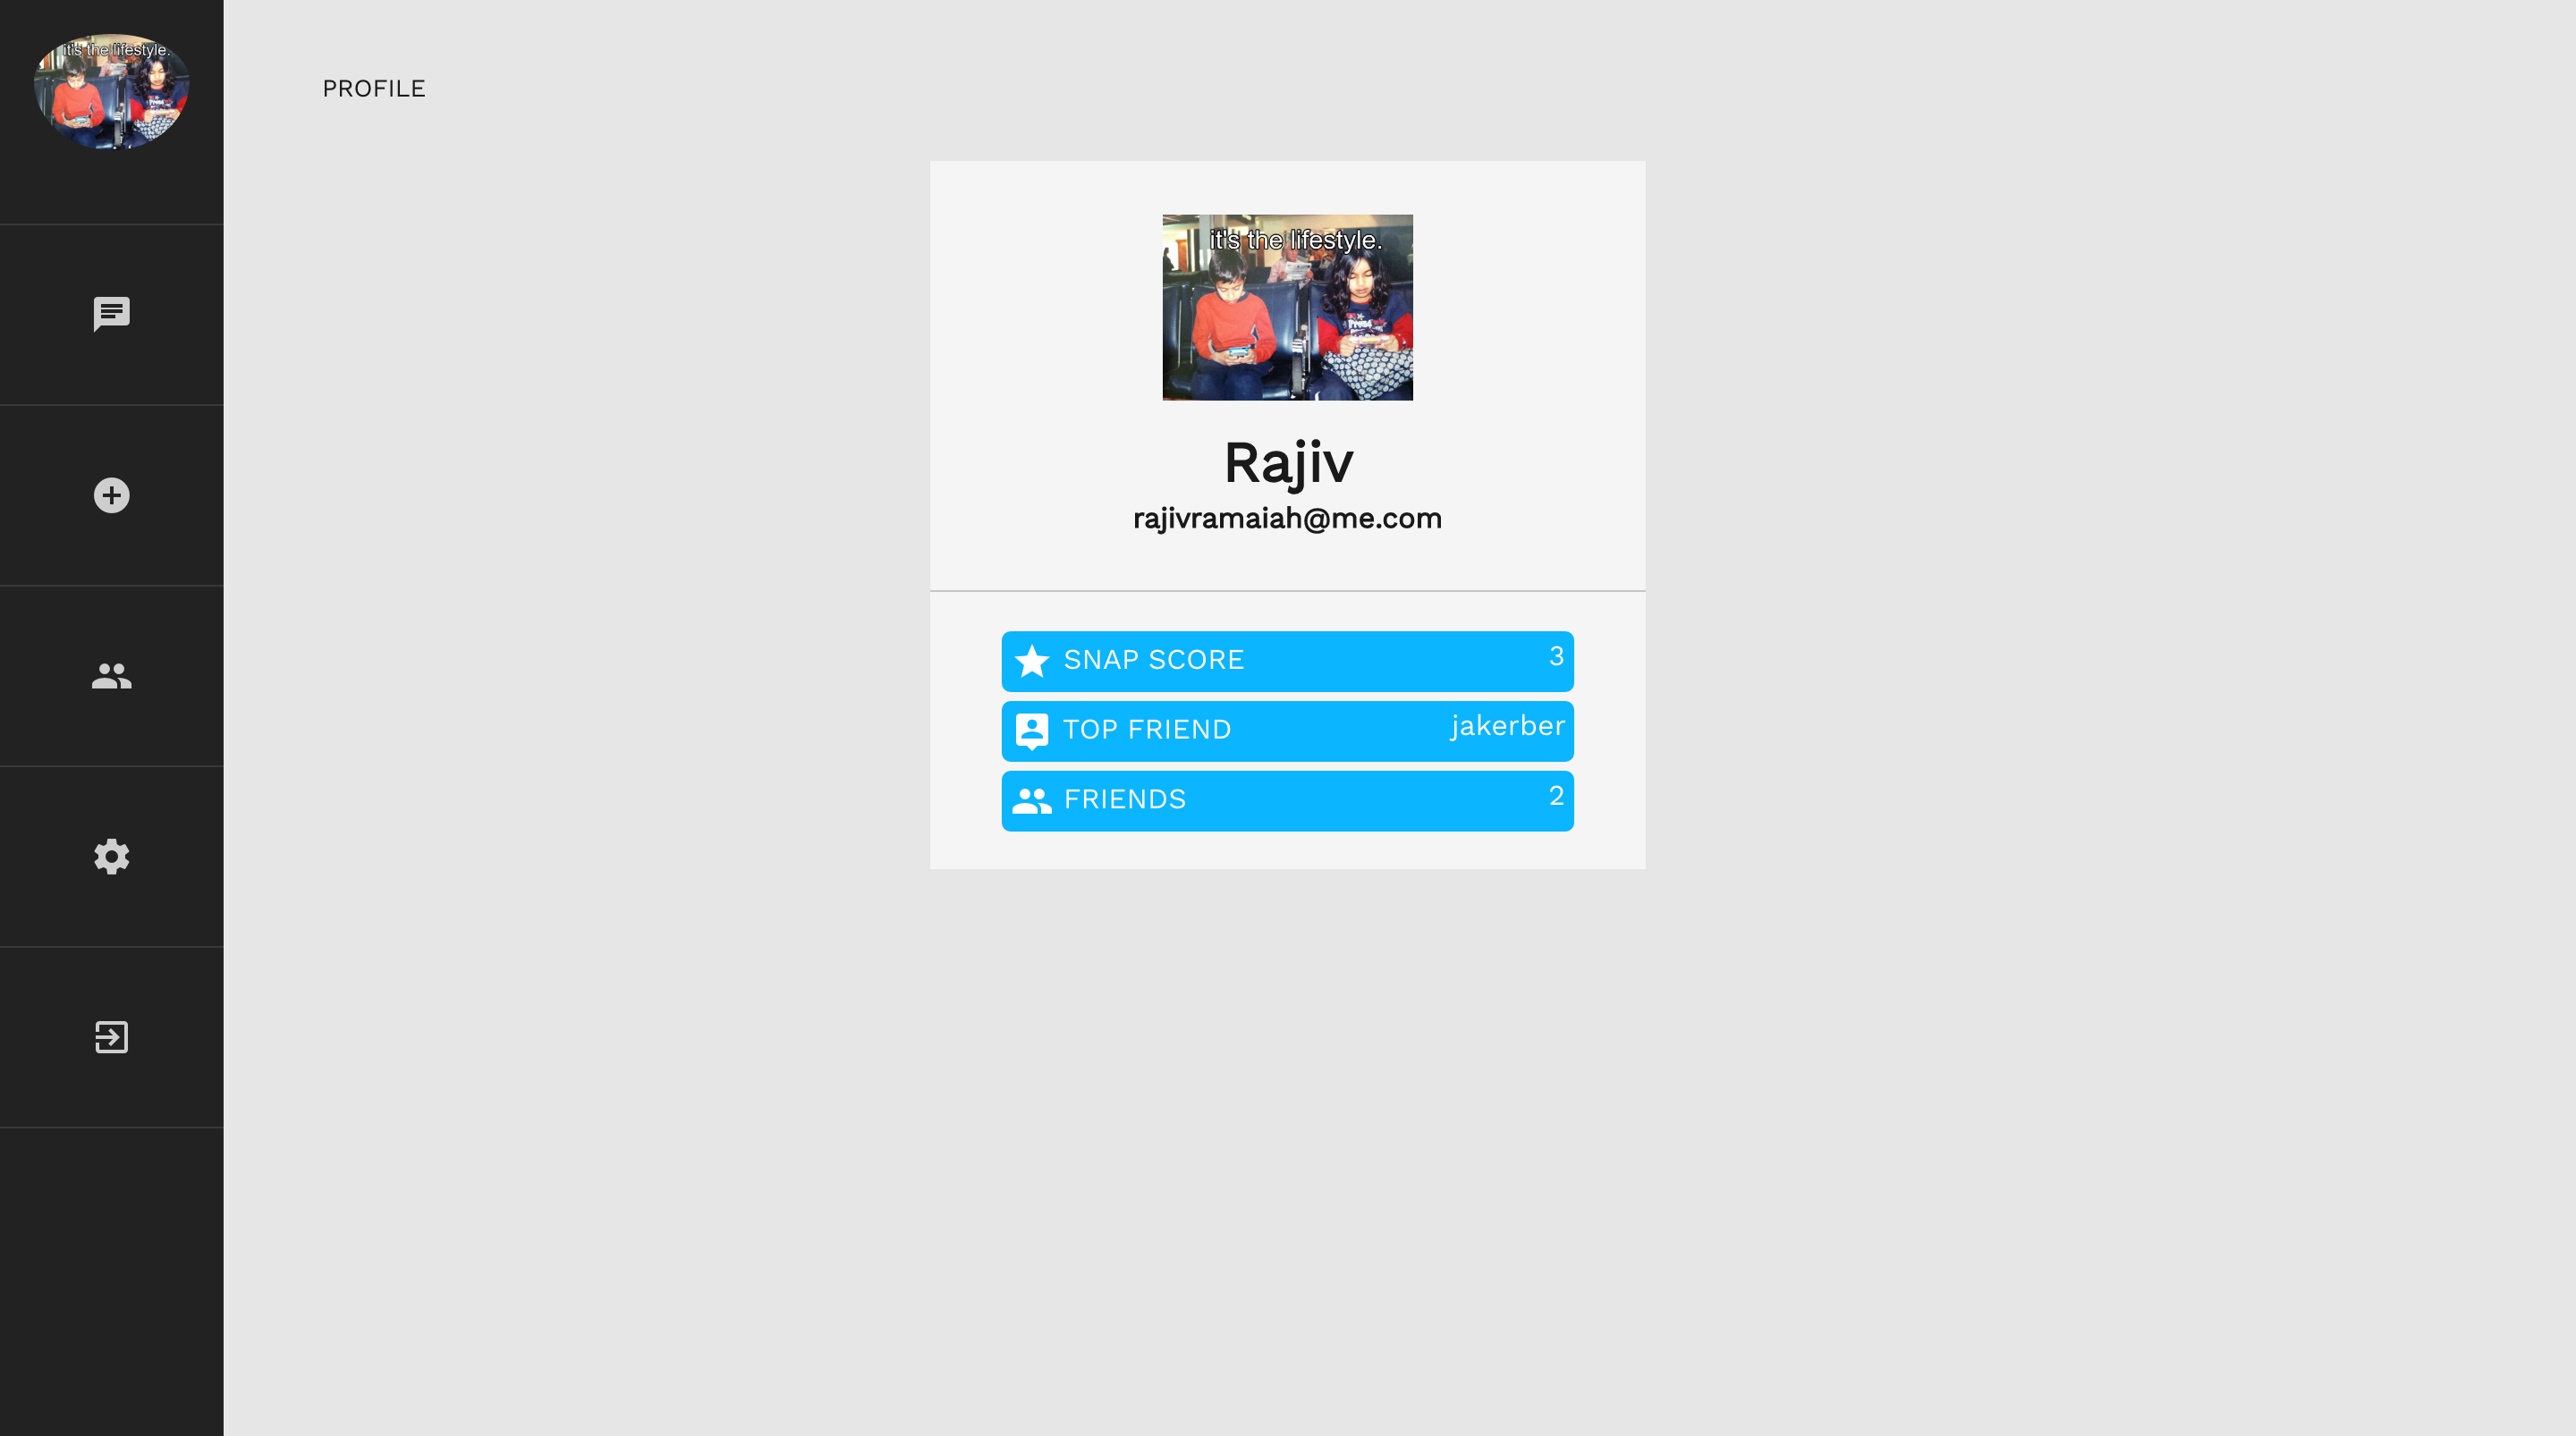 it's the lifestyle.
PROFILE
it's the lifestyle.
Press
Rajiv
rajivramaiah@me.com
SNAP SCORE 3
TOP FRIEND jakerber
FRIENDS 2